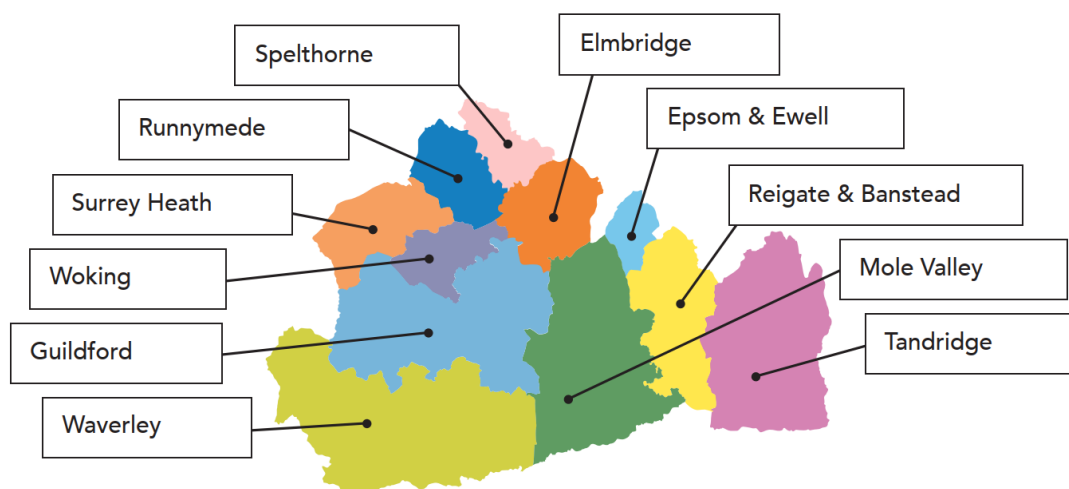 Spelthorne
Elmbridge
Runnymede
Epsom & Ewell
Surrey Heath
Reigate & Banstead
Woking
Mole Valley
Guildford
Tandridge
Waverley